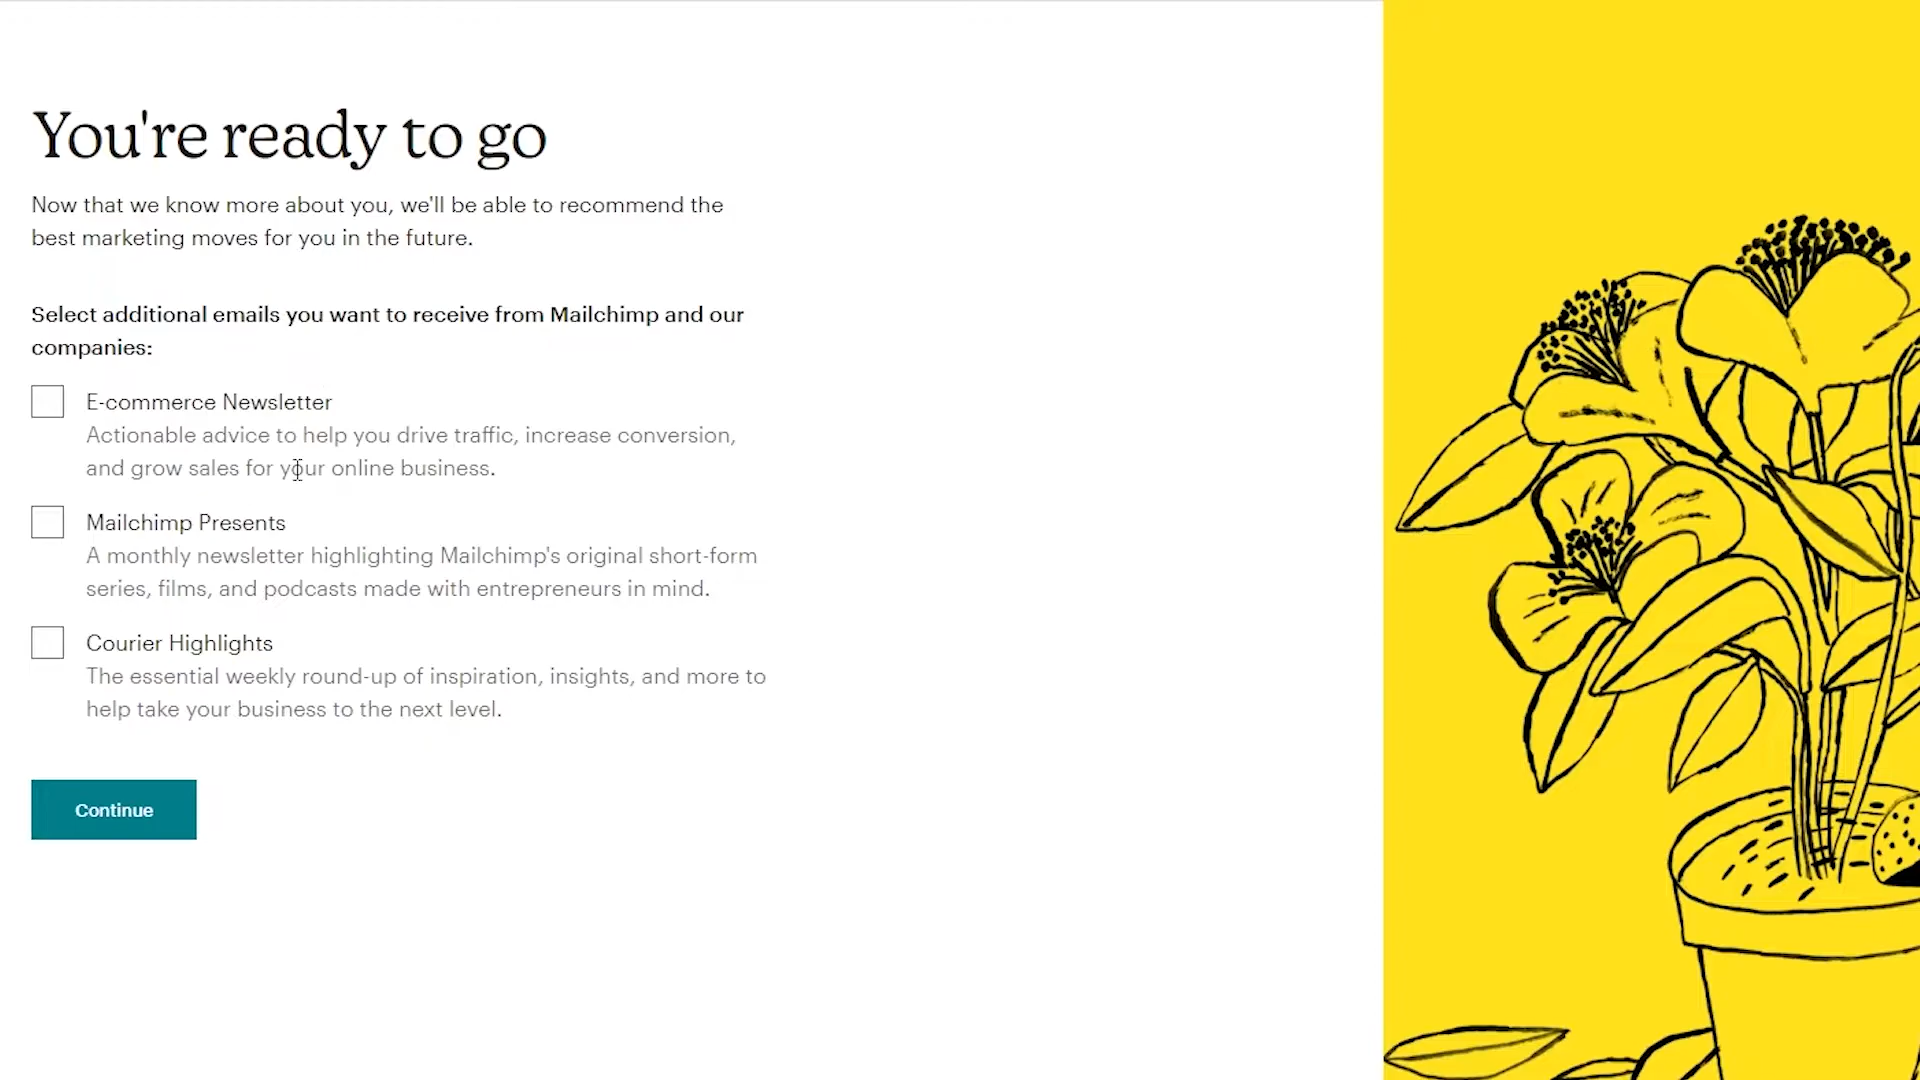 You're ready to go
Now that we know more about you, we'll be able to recommend the
best marketing moves for you in the future.
Select additional emails you want to receive from Mailchimp and our
companies:
E-commerce Newsletter
Actionable advice to help you drive traffic, increase conversion,
and grow sales for your online business.
Mailchimp Presents
A monthly newsletter highlighting Mailchimp's original short-form
series, films, and podcasts made with entrepreneurs in mind.
Courier Highlights
The essential weekly round-up of inspiration, insights, and more to
help take your business to the next level.
Continue